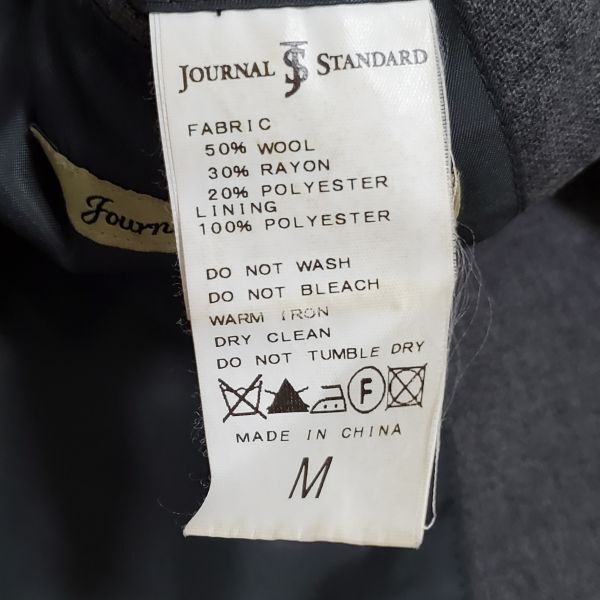 JOURNAL JS STANDARD
FABRIC
50% WOOL
30% RAYON
20% POLYESTER
LINING
100% POLYESTER
DO NOT WASH
DO NOT BLEACH
WARM IRON
DRY CLEAN
DO NOT TUMBLE DRY
F
MADE IN CHINA
M